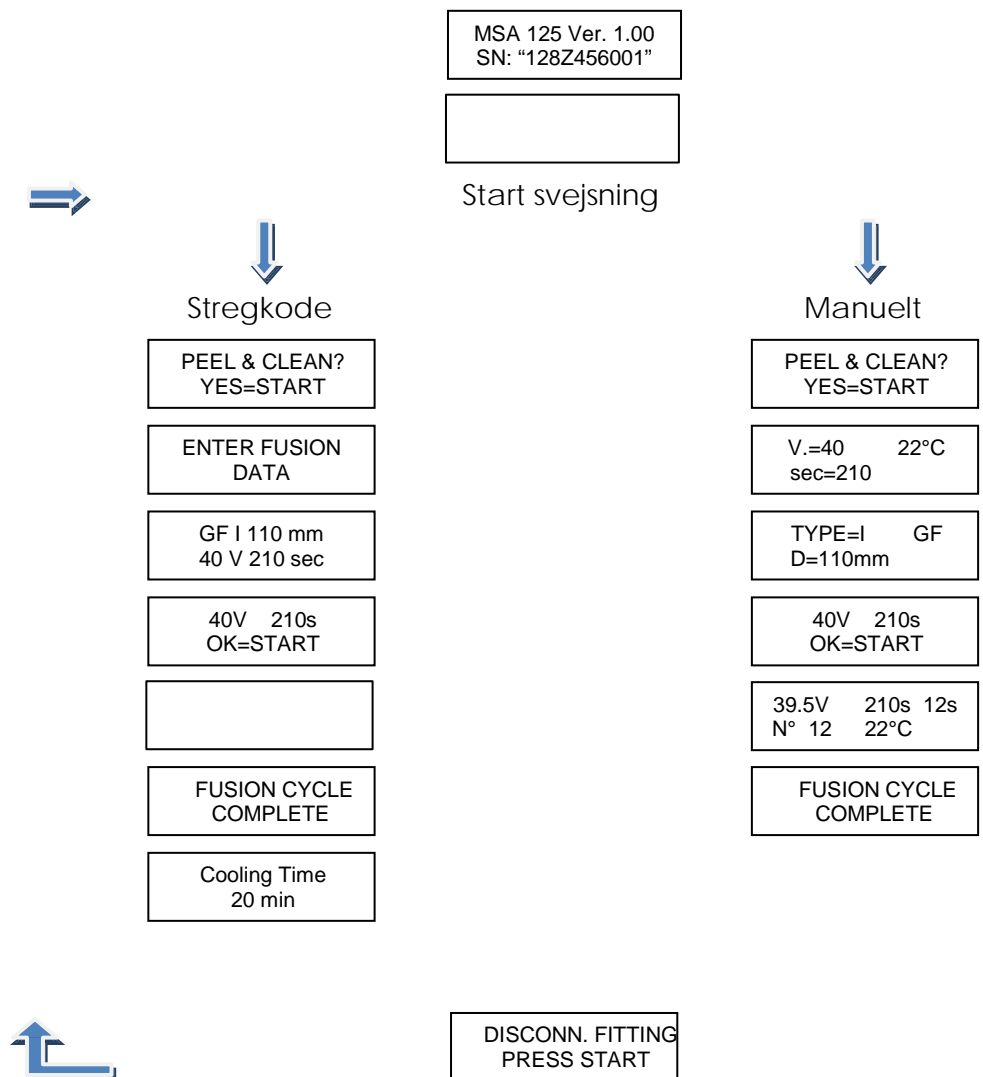 MSA 125 Ver. 1.00
SN: “128Z456001”
Start svejsning
Stregkode
PEEL & CLEAN?
YES=START
ENTER FUSION
DATA
GF I 110 mm
40 V 210 sec
40V 210s
OK=START
FUSION CYCLE
COMPLETE
Cooling Time
20 min
Manuelt
PEEL & CLEAN?
YES=START
V.=40 22°C
sec=210
TYPE=I GF
D=110mm
40V 210s
OK=START
39.5V 210s 12s
N° 12 22°C
FUSION CYCLE
COMPLETE
DISCONN. FITTING
PRESS START